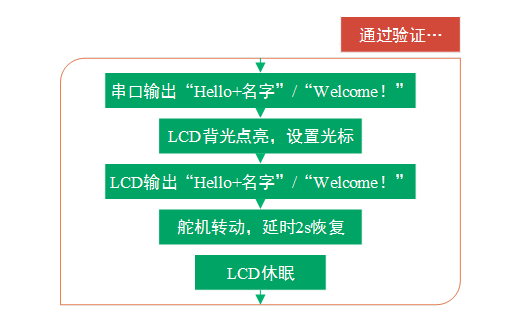 通过验证…
串口输出“Hello+名字”/“Welcome！”
LCD背光点亮，设置光标
LCD输出“Hello+名字”/“Welcome！”
舵机转动，延时2s恢复
LCD休眠